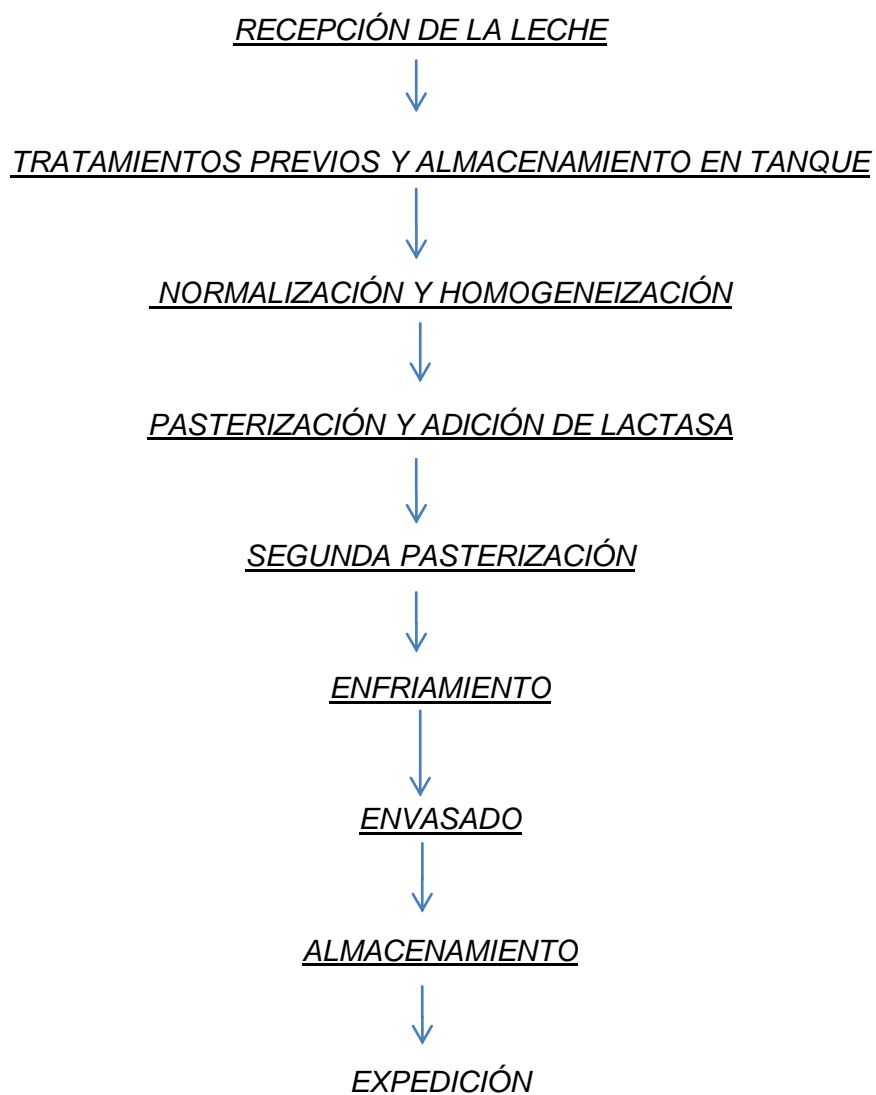 RECEPCIÓN DE LA LECHE
TRATAMIENTOS PREVIOS Y ALMACENAMIENTO EN TANQUE
NORMALIZACIÓN Y HOMOGENEIZACIÓN
PASTERIZACIÓN Y ADICIÓN DE LACTASA
SEGUNDA PASTERIZACIÓN
ENFRIAMIENTO
ENVASADO
ALMACENAMIENTO
EXPEDICIÓN